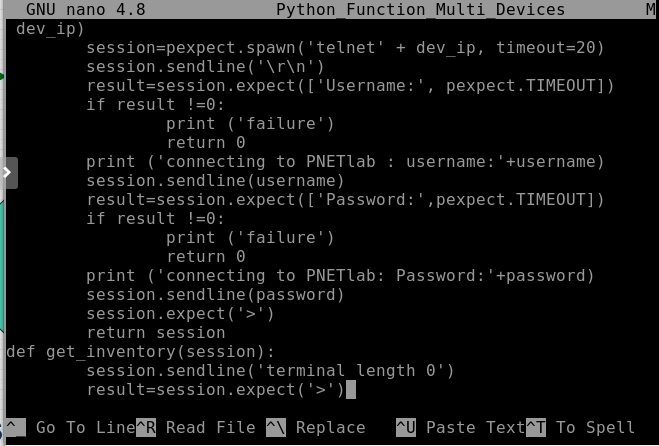 GNU nano 4.8 Python_Function_Multi_Devices M
dev_ip)
session=pexpect.spawn('telnet' + dev_ip, timeout=20)
session.sendline('\r\n')
result=session.expect(['Username:', pexpect.TIMEOUT])
if result !=0:
print ('failure')
return 0
print ('connecting to PNETlab : username:'+username)
session.sendline(username)
result=session.expect(['Password:',pexpect.TIMEOUT])
if result !=0:
print ('failure')
return 0
print ('connecting to PNETlab: Password:'+password)
session.sendline(password)
session.expect('>')
return session
def get_inventory(session):
session.sendline('terminal length 0')
result=session.expect('>')
^_ Go To Line ^R Read File ^\ Replace ^U Paste Text ^T To Spell